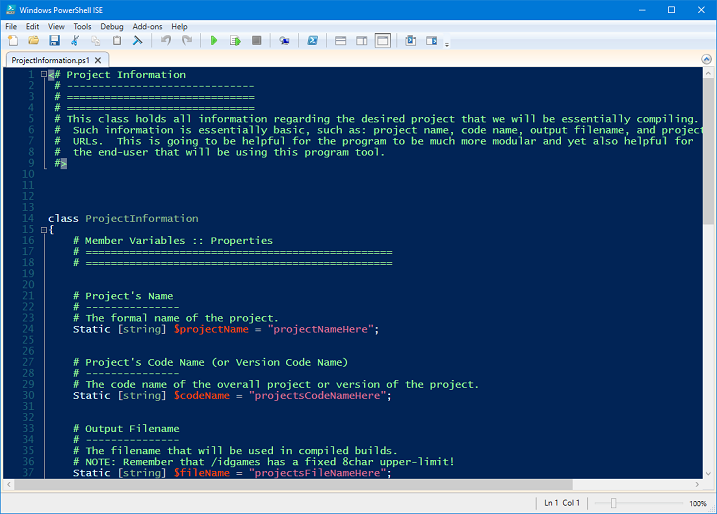 Windows PowerShell ISE
File Edit View Tools Debug Add-ons Help
ProjectInformation.ps1
1 <# Project Information
2 # ------------------------------
3 # ==============================
4 # ==============================
5 # This class holds all information regarding the desired project that we will be essentially compiling.
6 #  Such information is essentially basic, such as: project name, code name, output filename, and project
7 #  URLs.  This is going to be helpful for the program to be much more modular and yet also helpful for
8 #  the end-user that will be using this program tool.
9 #>
10
11
12
13
14 class ProjectInformation
15 {
16     # Member Variables :: Properties
17     # =================================================
18     # =================================================
19
20
21     # Project's Name
22     # ---------------
23     # The formal name of the project.
24     Static [string] $projectName = "projectNameHere";
25
26
27     # Project's Code Name (or Version Code Name)
28     # ---------------
29     # The code name of the overall project or version of the project.
30     Static [string] $codeName = "projectsCodeNameHere";
31
32
33     # Output Filename
34     # ---------------
35     # The filename that will be used in compiled builds.
36     # NOTE: Remember that /idgames has a fixed 8char upper-limit!
37     Static [string] $fileName = "projectsFileNameHere";
Ln 1 Col 1 100%